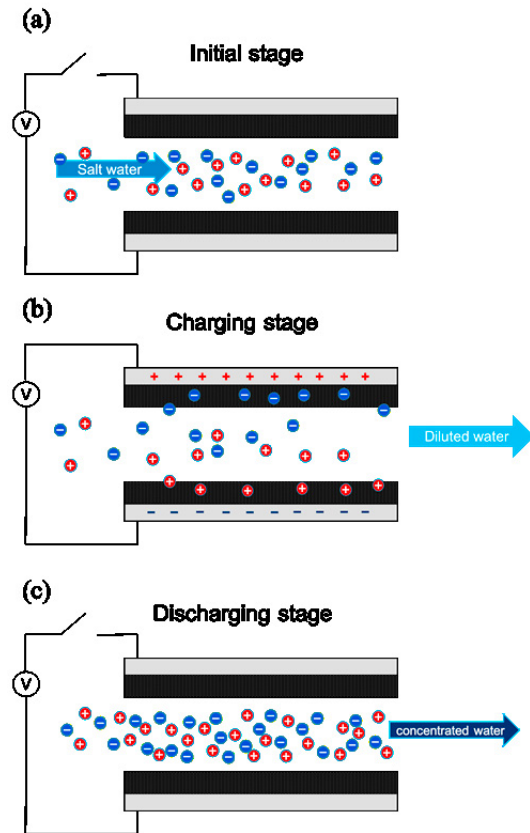 (a)
Initial stage
V
Salt water
(b)
Charging stage
V
Diluted water
(c)
Discharging stage
V
concentrated water